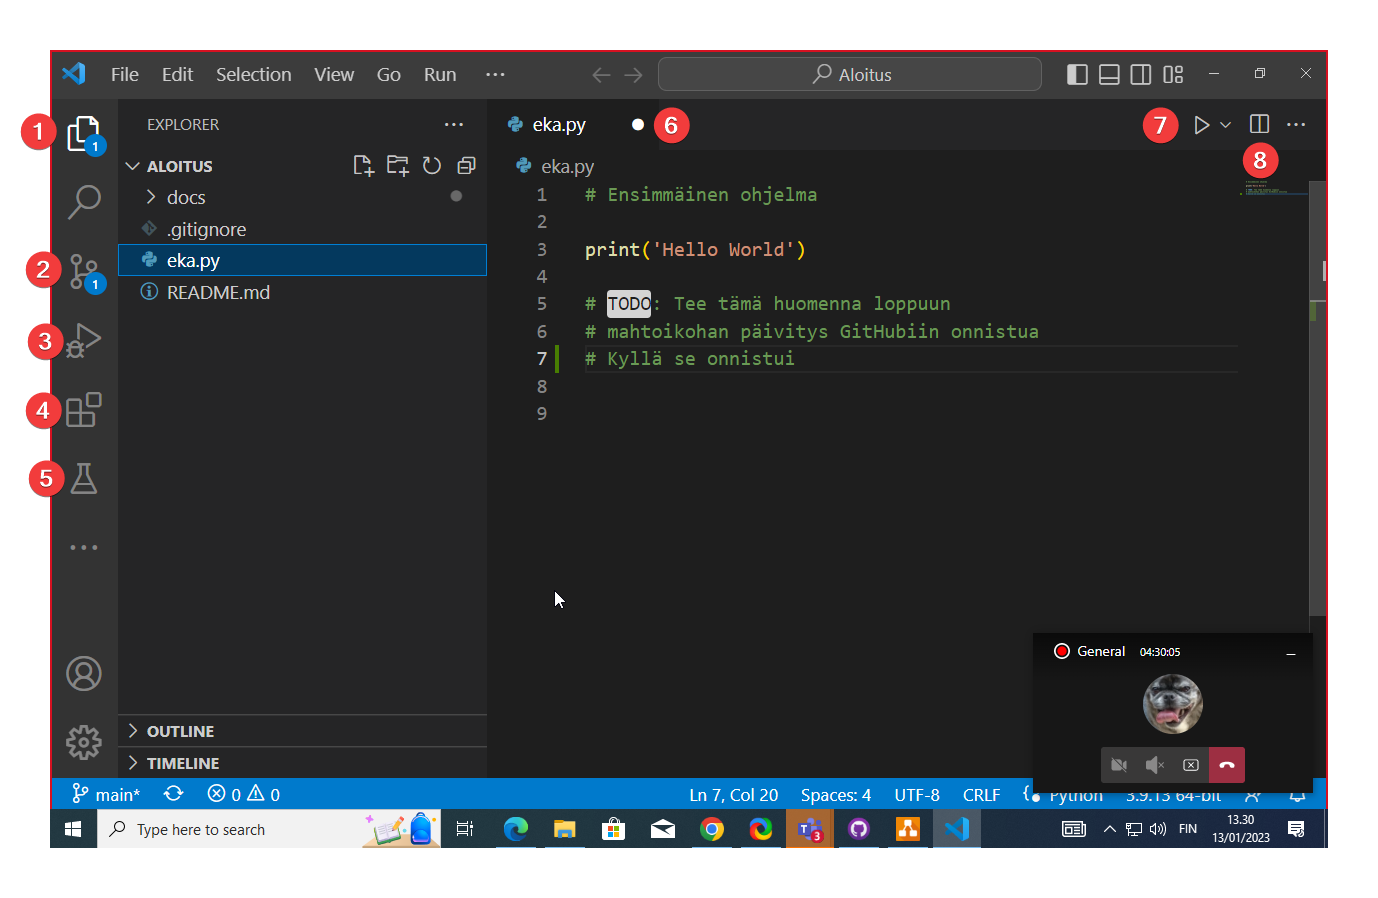 File Edit Selection View Go Run ··· Aloitus
1 1 EXPLORER ··· eka.py 6 7 ···
ALOITUS eka.py 8
docs
.gitignore
2 1 eka.py
README.md
3
4
5
1 # Ensimmäinen ohjelma
2
3 print('Hello World')
4
5 # TODO: Tee tämä huomenna loppuun
6 # mahtoikohan päivitys GitHubiin onnistua
7 # Kyllä se onnistui
8
9
General 04:30:05
OUTLINE
TIMELINE
main* 0 0 Ln 7, Col 20 Spaces: 4 UTF-8 CRLF { Python 3.9.13 64-bit
Type here to search 3 FIN 13.30
13/01/2023